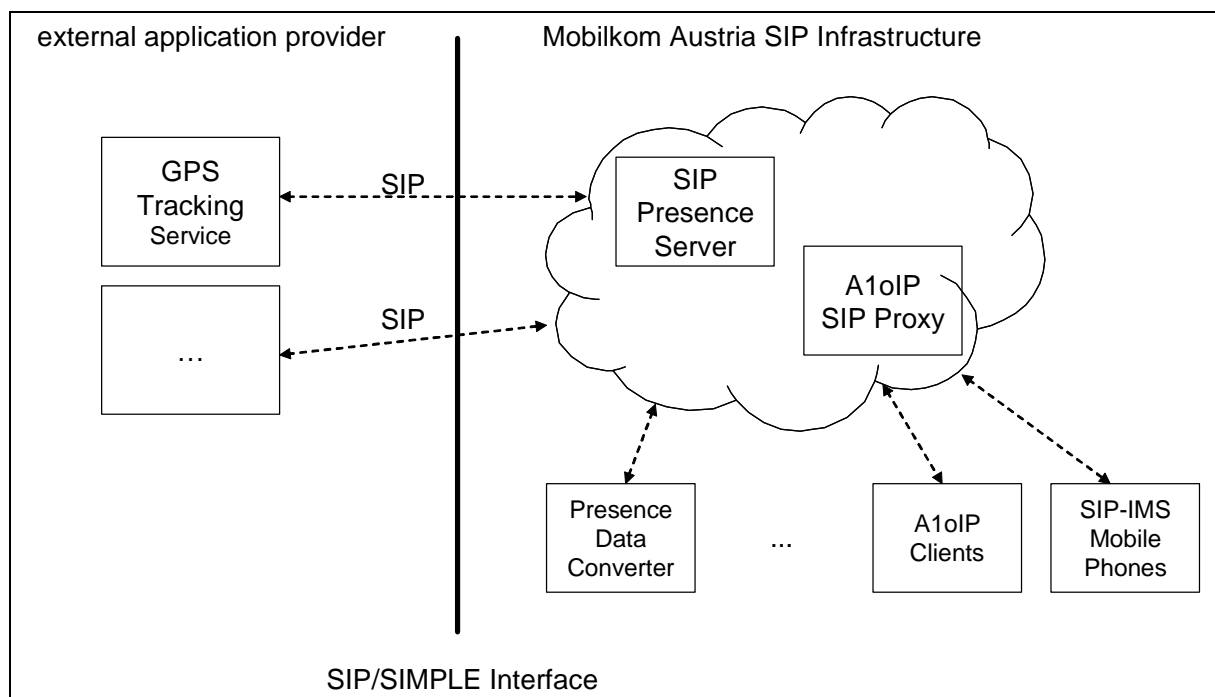 external application provider
Mobilkom Austria SIP Infrastructure
GPS
Tracking
Service
SIP
SIP
Presence
Server
A1oIP
SIP Proxy
...
SIP
Presence
Data
Converter
...
A1oIP
Clients
SIP-IMS
Mobile
Phones
SIP/SIMPLE Interface